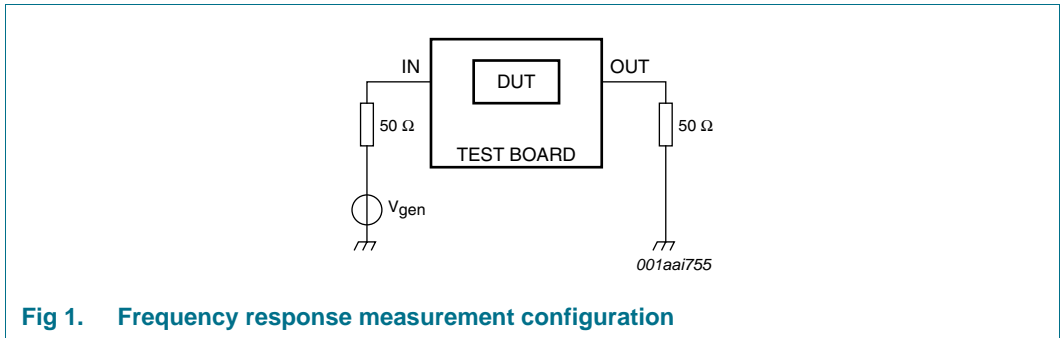 IN
OUT
DUT
50 Ω
50 Ω
TEST BOARD
Vgen
001aai755
Fig 1. Frequency response measurement configuration